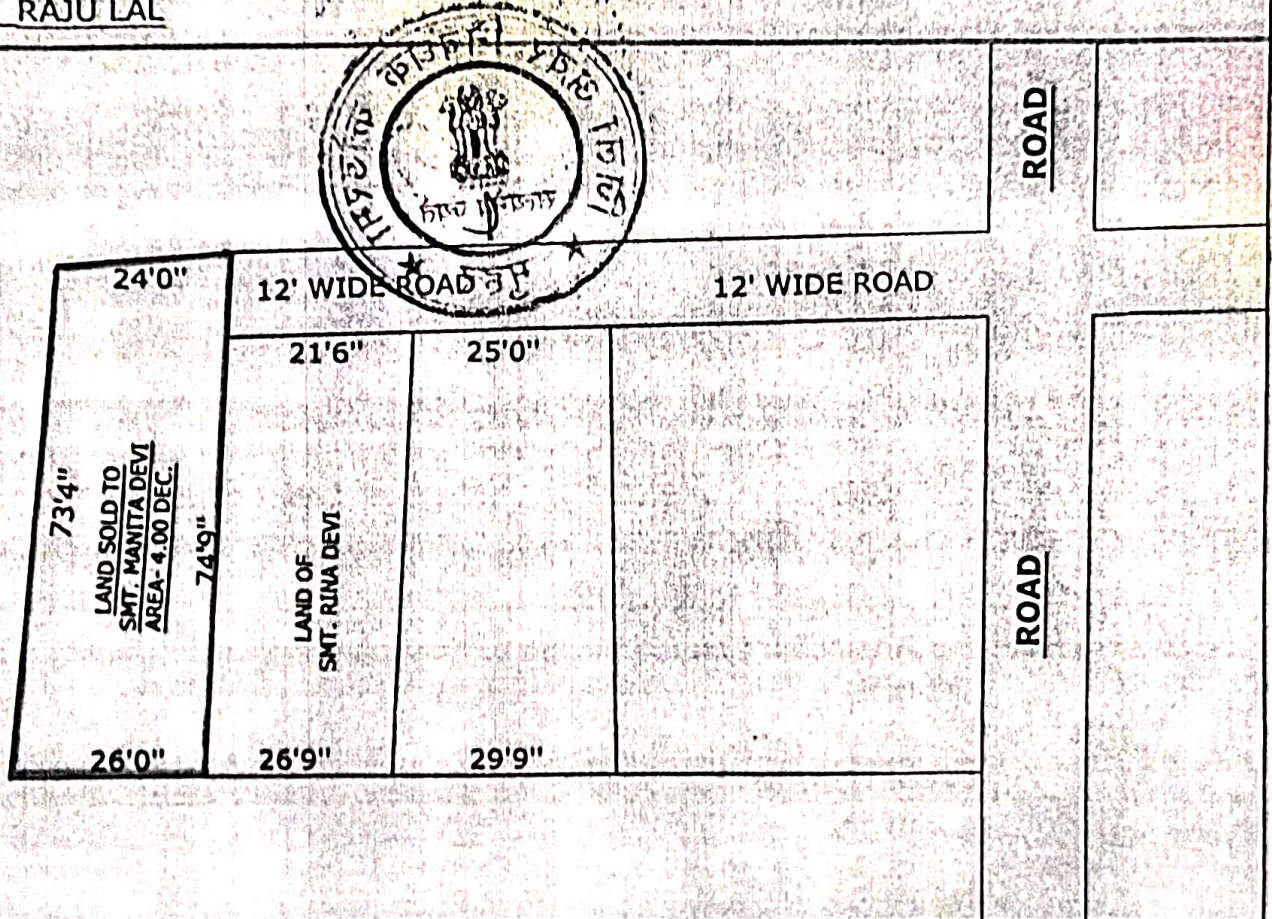 RAJU LAL
ROAD
24'0"
12' WIDE ROAD
12' WIDE ROAD
21'6"
25'0"
73'4"
LAND SOLD TO
SMT. MANITA DEVI
AREA- 4.00 DEC.
74'9"
LAND OF
SMT. RINA DEVI
ROAD
26'0"
26'9"
29'9"